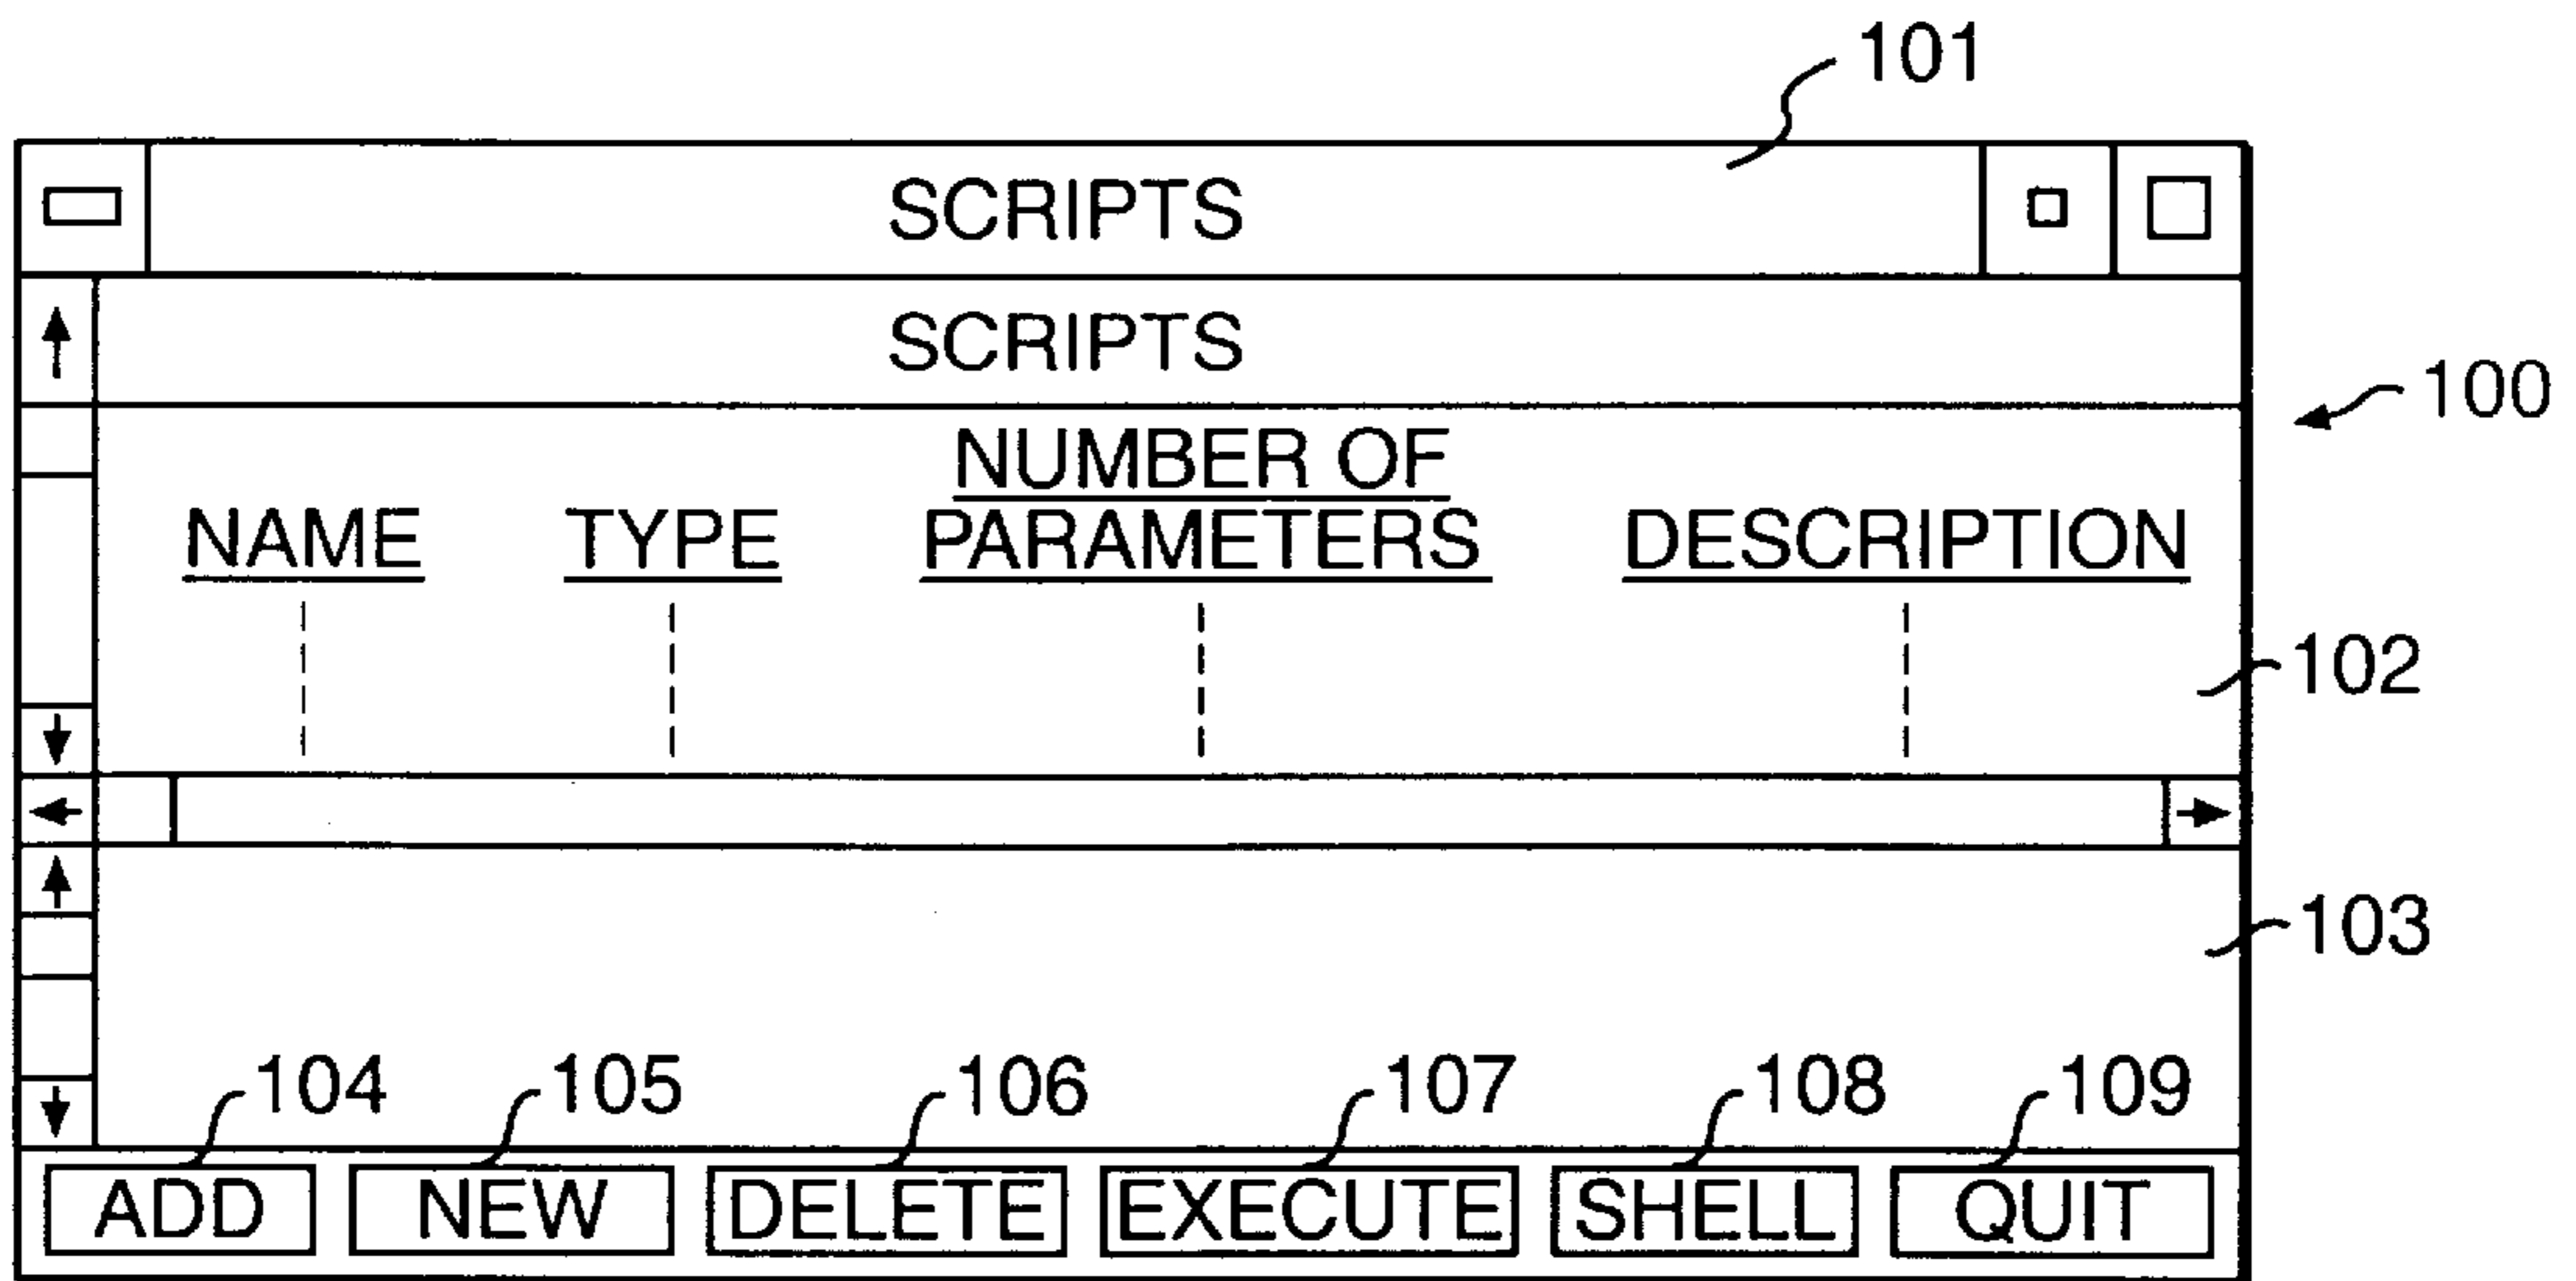 101
SCRIPTS
SCRIPTS
100
NUMBER OF
NAME TYPE PARAMETERS DESCRIPTION
102
103
104 105 106 107 108 109
ADD NEW DELETE EXECUTE SHELL QUIT